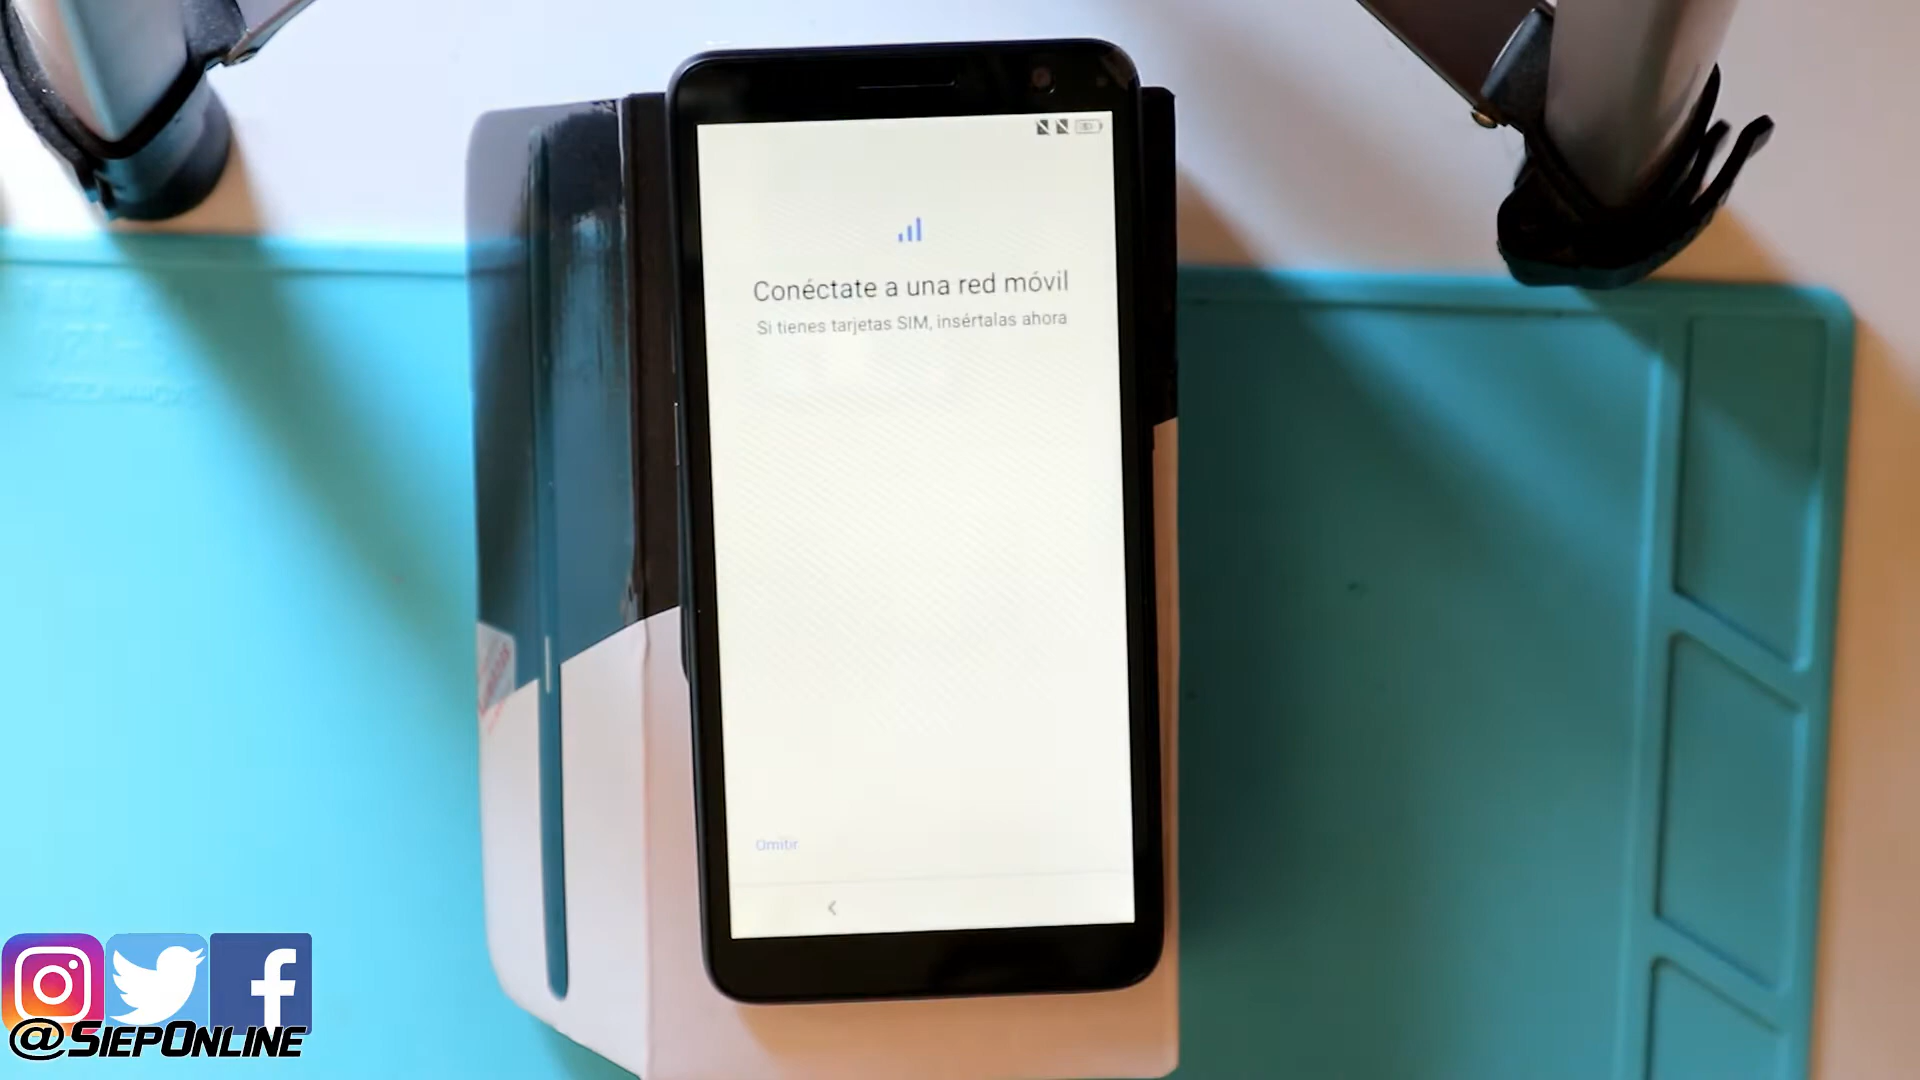 Conéctate a una red móvil
Si tienes tarjetas SIM, insértalas ahora
Omitir
@SiepOnline